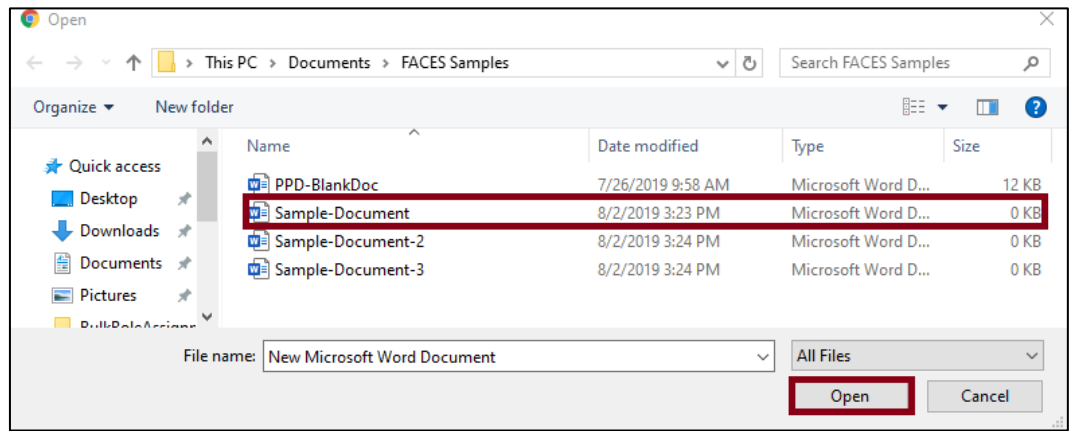 Open
This PC > Documents > FACES Samples
Search FACES Samples
Organize
New folder
?
Name Date modified Type Size
Quick access
Desktop
Downloads
Documents
Pictures
PPD-BlankDoc 7/26/2019 9:58 AM Microsoft Word D... 12 KB
Sample-Document 8/2/2019 3:23 PM Microsoft Word D... 0 KB
Sample-Document-2 8/2/2019 3:24 PM Microsoft Word D... 0 KB
Sample-Document-3 8/2/2019 3:24 PM Microsoft Word D... 0 KB
File name: New Microsoft Word Document
All Files
Open Cancel